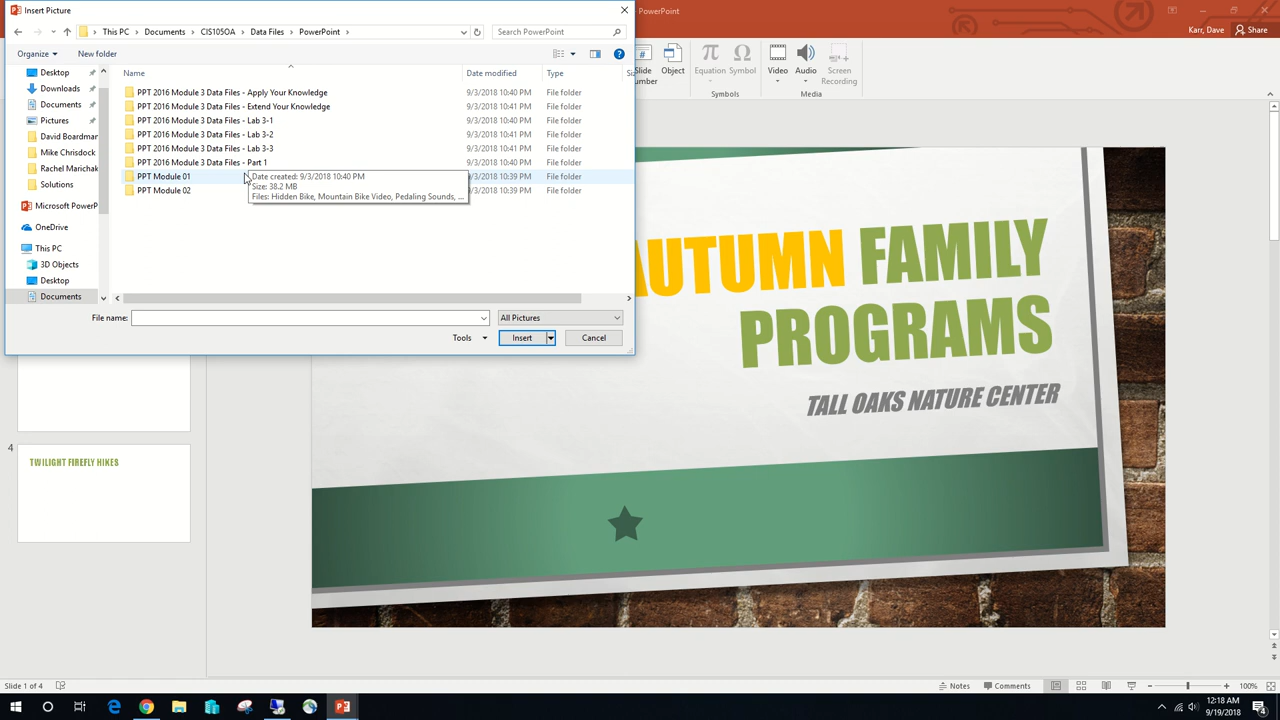 Insert Picture
PowerPoint
Karr, Dave
Share
This PC > Documents > CIS105OA > Data Files > PowerPoint >
Search PowerPoint
Organize
New folder
Slide Number
Object
Equation
Symbol
Symbols
Video
Audio
Screen Recording
Media
Desktop
Downloads
Documents
Pictures
David Boardman
Mike Chrisdock
Rachel Marichak
Solutions
Microsoft PowerP
OneDrive
This PC
3D Objects
Desktop
Documents
Name Date modified Type
PPT 2016 Module 3 Data Files - Apply Your Knowledge 9/3/2018 10:40 PM File folder
PPT 2016 Module 3 Data Files - Extend Your Knowledge 9/3/2018 10:41 PM File folder
PPT 2016 Module 3 Data Files - Lab 3-1 9/3/2018 10:40 PM File folder
PPT 2016 Module 3 Data Files - Lab 3-2 9/3/2018 10:41 PM File folder
PPT 2016 Module 3 Data Files - Lab 3-3 9/3/2018 10:41 PM File folder
PPT 2016 Module 3 Data Files - Part 1 9/3/2018 10:40 PM File folder
PPT Module 01 9/3/2018 10:39 PM File folder
PPT Module 02 9/3/2018 10:39 PM File folder
Date created: 9/3/2018 10:40 PM
Size: 38.2 MB
Files: Hidden Bike, Mountain Bike Video, Pedaling Sounds, ...
File name:
All Pictures
Tools
Insert
Cancel
AUTUMN FAMILY
PROGRAMS
TALL OAKS NATURE CENTER
4
TWILIGHT FIREFLY HIKES
Slide 1 of 4
Notes
Comments
100%
12:18 AM
9/19/2018
4